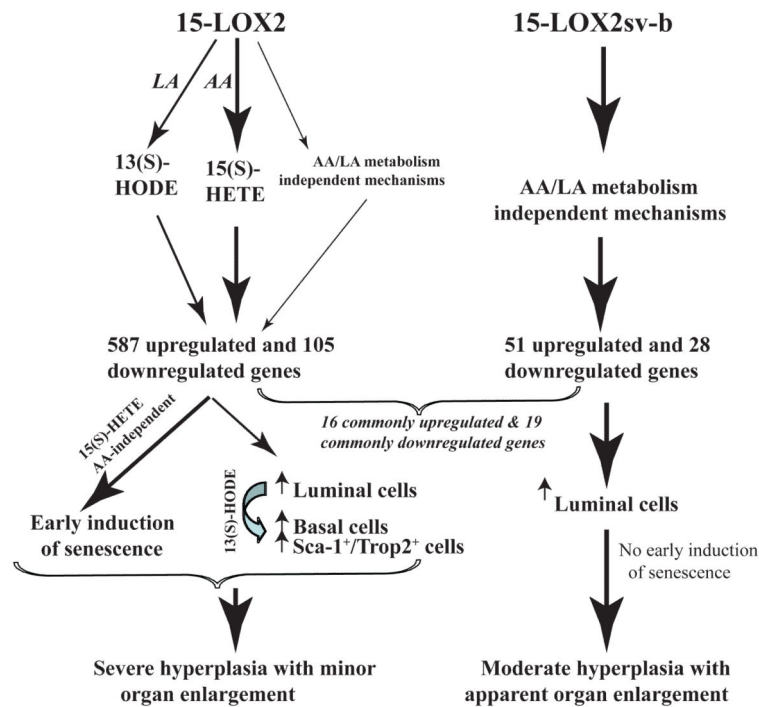 15-LOX2
15-LOX2sv-b
LA
AA
13(S)-
HODE
15(S)-
HETE
AA/LA metabolism
independent mechanisms
AA/LA metabolism
independent mechanisms
587 upregulated and 105
downregulated genes
51 upregulated and 28
downregulated genes
16 commonly upregulated & 19
commonly downregulated genes
15(S)-HETE
AA-independent
13(S)-HODE
Luminal cells
Basal cells
Sca-1⁺/Trop2⁺ cells
Early induction
of senescence
Luminal cells
No early induction
of senescence
Severe hyperplasia with minor
organ enlargement
Moderate hyperplasia with
apparent organ enlargement